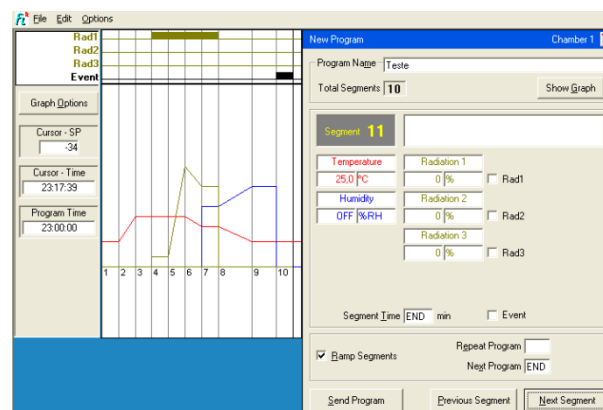 File Edit Options
Rad1
Rad2
Rad3
Event
Graph Options
Cursor - SP
-34
Cursor - Time
23:17:39
Program Time
23:00:00
1 2 3 4 5 6 7 8 9 10
New Program Chamber 1
Program Name Teste
Total Segments 10 Show Graph
Segment 11
Temperature Radiation 1
25,0 ºC 0 % Rad1
Humidity Radiation 2
OFF %RH 0 % Rad2
Radiation 3
0 % Rad3
Segment Time END min Event
Ramp Segments
Repeat Program
Next Program END
Send Program Previous Segment Next Segment